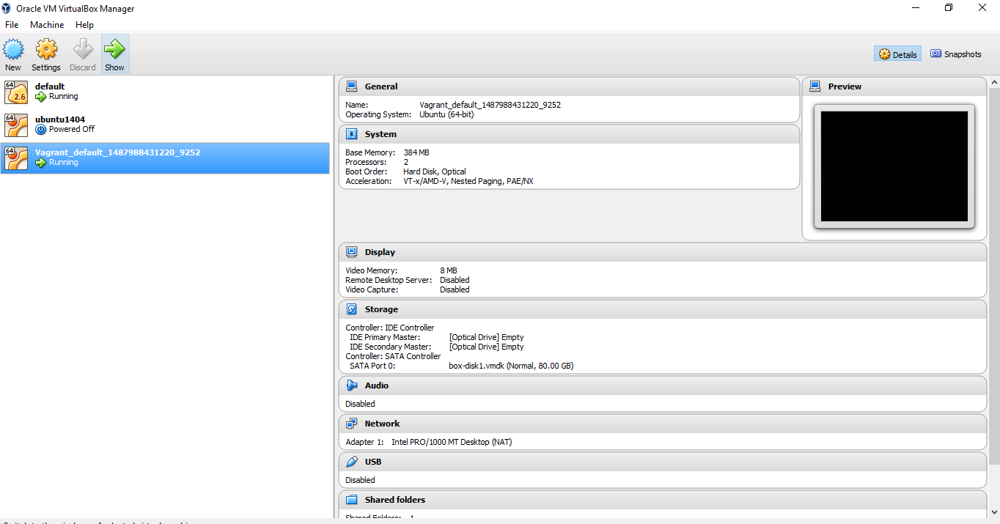 Oracle VM VirtualBox Manager
File Machine Help
New Settings Discard Show
Details Snapshots
64
2.6
default
Running
64
ubuntu1404
Powered Off
64
Vagrant_default_1487988431220_9252
Running
General
Name: Vagrant_default_1487988431220_9252
Operating System: Ubuntu (64-bit)
System
Base Memory: 384 MB
Processors: 2
Boot Order: Hard Disk, Optical
Acceleration: VT-x/AMD-V, Nested Paging, PAE/NX
Preview
Display
Video Memory: 8 MB
Remote Desktop Server: Disabled
Video Capture: Disabled
Storage
Controller: IDE Controller
IDE Primary Master: [Optical Drive] Empty
IDE Secondary Master: [Optical Drive] Empty
Controller: SATA Controller
SATA Port 0: box-disk1.vmdk (Normal, 80.00 GB)
Audio
Disabled
Network
Adapter 1: Intel PRO/1000 MT Desktop (NAT)
USB
Disabled
Shared folders
Shared Folders: 1